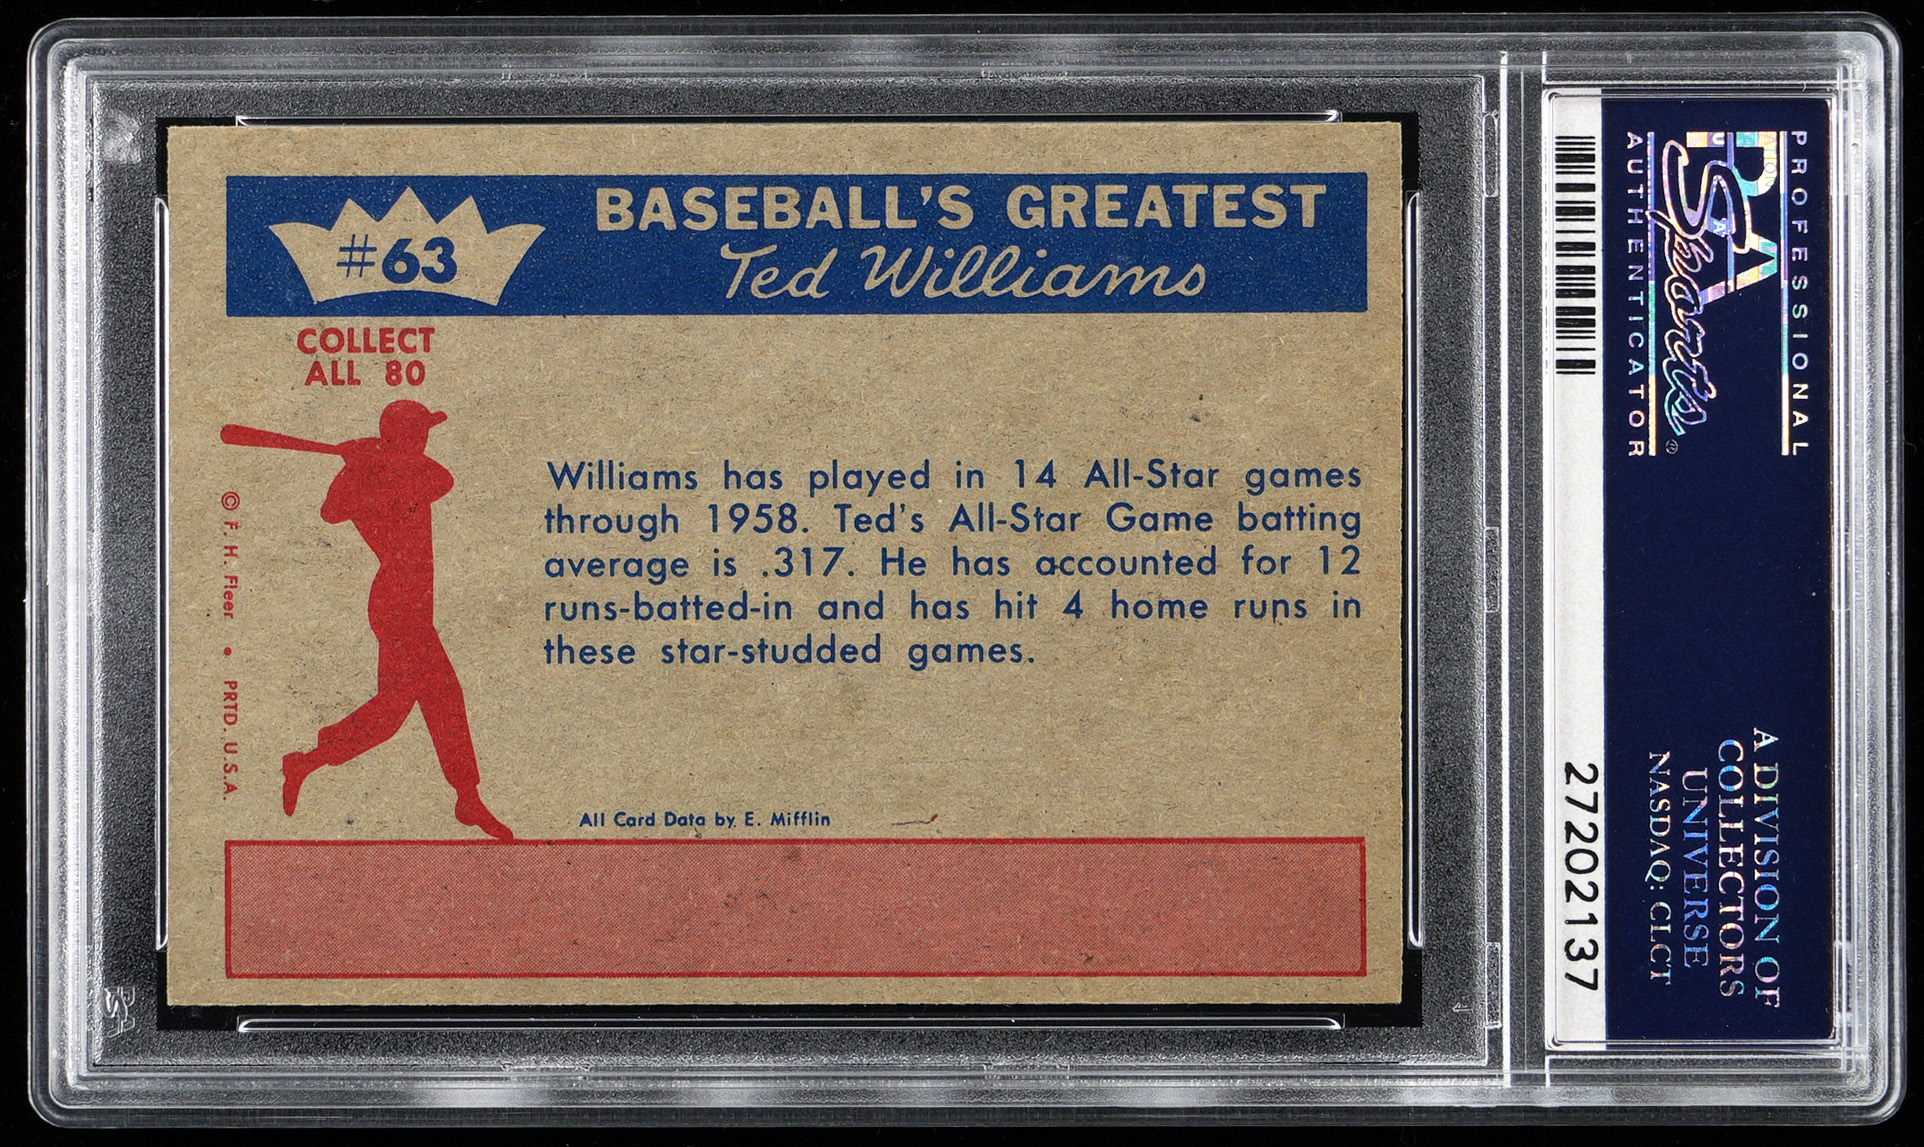 #63
BASEBALL'S GREATEST
Ted Williams
COLLECT
ALL 80
Williams has played in 14 All-Star games
through 1958. Ted's All-Star Game batting
average is .317. He has accounted for 12
runs-batted-in and has hit 4 home runs in
these star-studded games.
© F. H. Fleer • PRTD. U.S.A.
All Card Data by E. Mifflin
PROFESSIONAL
PSA
Sports®
AUTHENTICATOR
A DIVISION OF
COLLECTORS
UNIVERSE
NASDAQ: CLCT
27202137